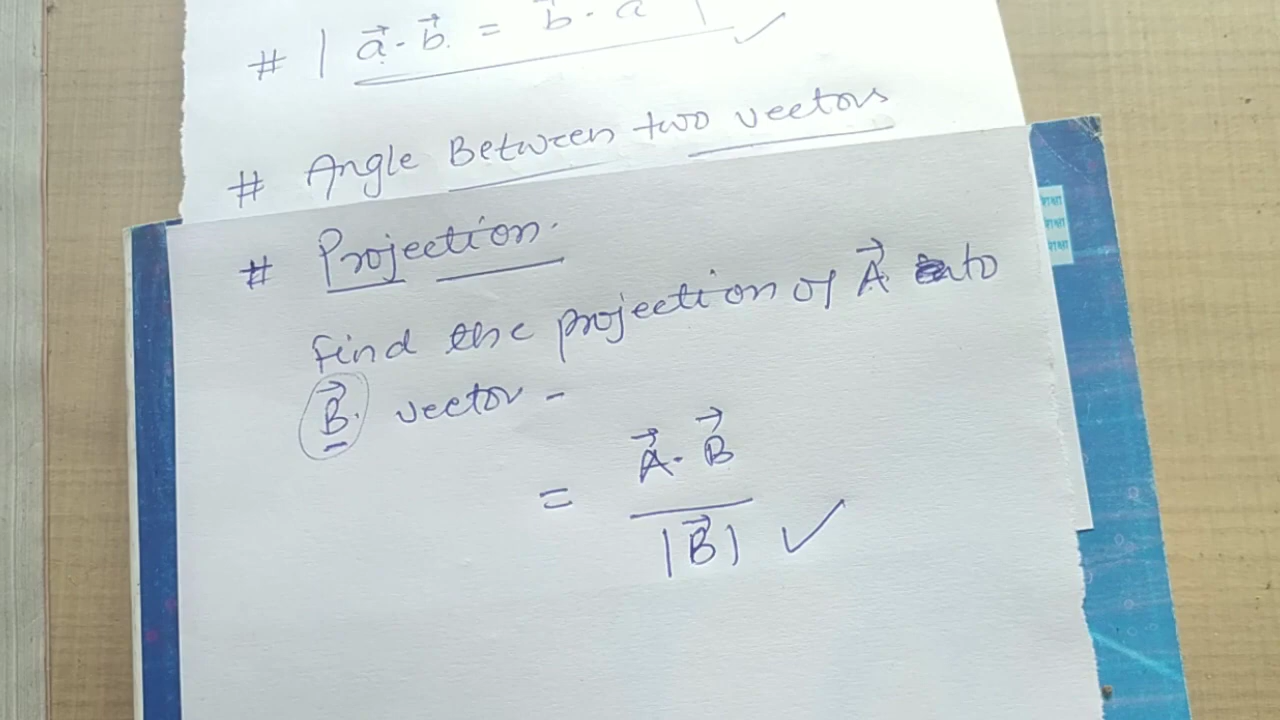 # | a⃗ · b⃗ = b⃗ · a |
# Angle Between two vectors
# Projection.
Find the projection of A⃗ onto
B⃗. vector -
= A⃗ · B⃗
|B⃗| ✓